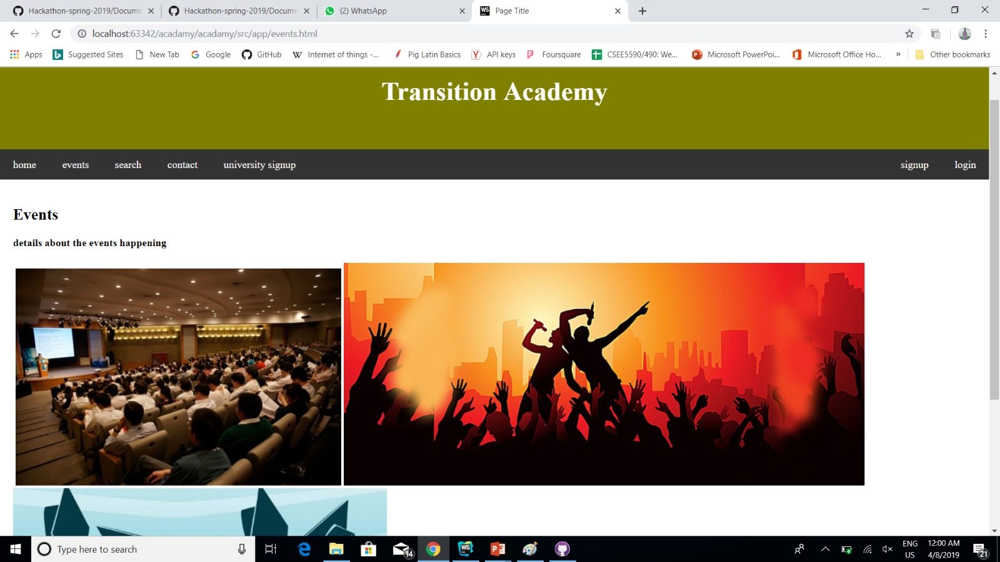 Hackathon-spring-2019/Docume
Hackathon-spring-2019/Docume
(2) WhatsApp
Page Title
localhost:63342/acadamy/acadamy/src/app/events.html
Apps
Suggested Sites
New Tab
Google
GitHub
Internet of things -...
Pig Latin Basics
API keys
Foursquare
CSEE5590/490: We...
Microsoft PowerPoi...
Microsoft Office Ho...
»
Other bookmarks
Transition Academy
home
events
search
contact
university signup
signup
login
Events
details about the events happening
Type here to search
14
ENG
US
12:00 AM
4/8/2019
21